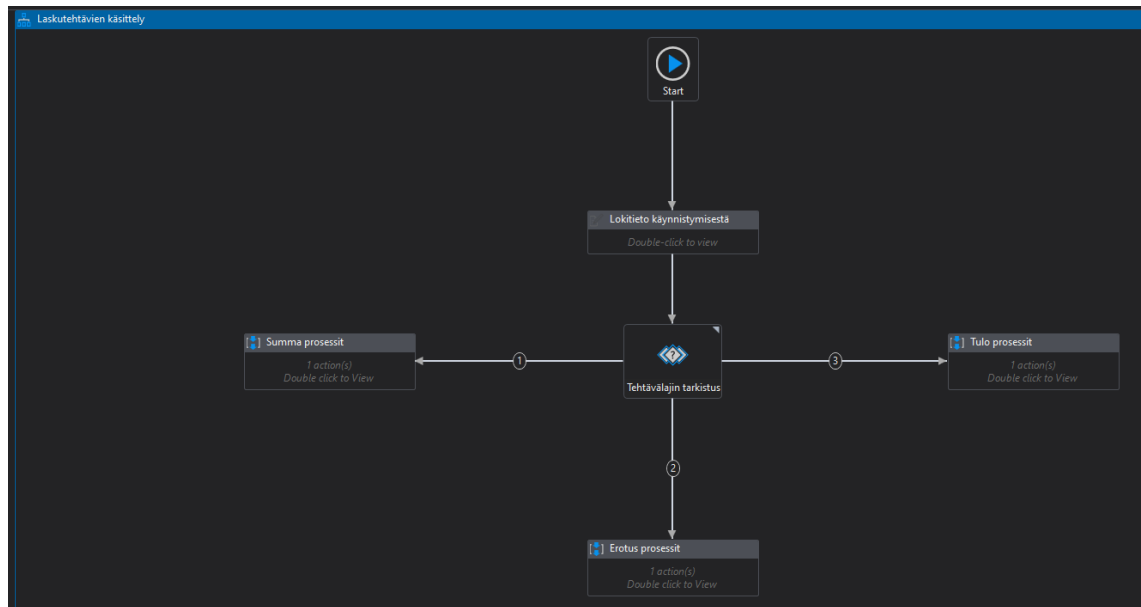 Laskutehtävien käsittely
Start
Lokitieto käynnistymisestä
Double-click to view
Summa prosessit
1 action(s)
Double click to View
1
Tehtävälajin tarkistus
3
Tulo prosessit
1 action(s)
Double click to View
2
Erotus prosessit
1 action(s)
Double click to View